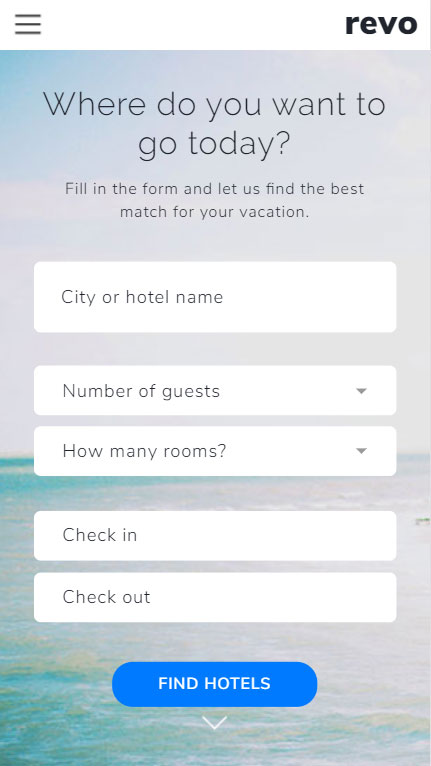 revo
Where do you want to
go today?
Fill in the form and let us find the best
match for your vacation.
City or hotel name
Number of guests
How many rooms?
Check in
Check out
FIND HOTELS